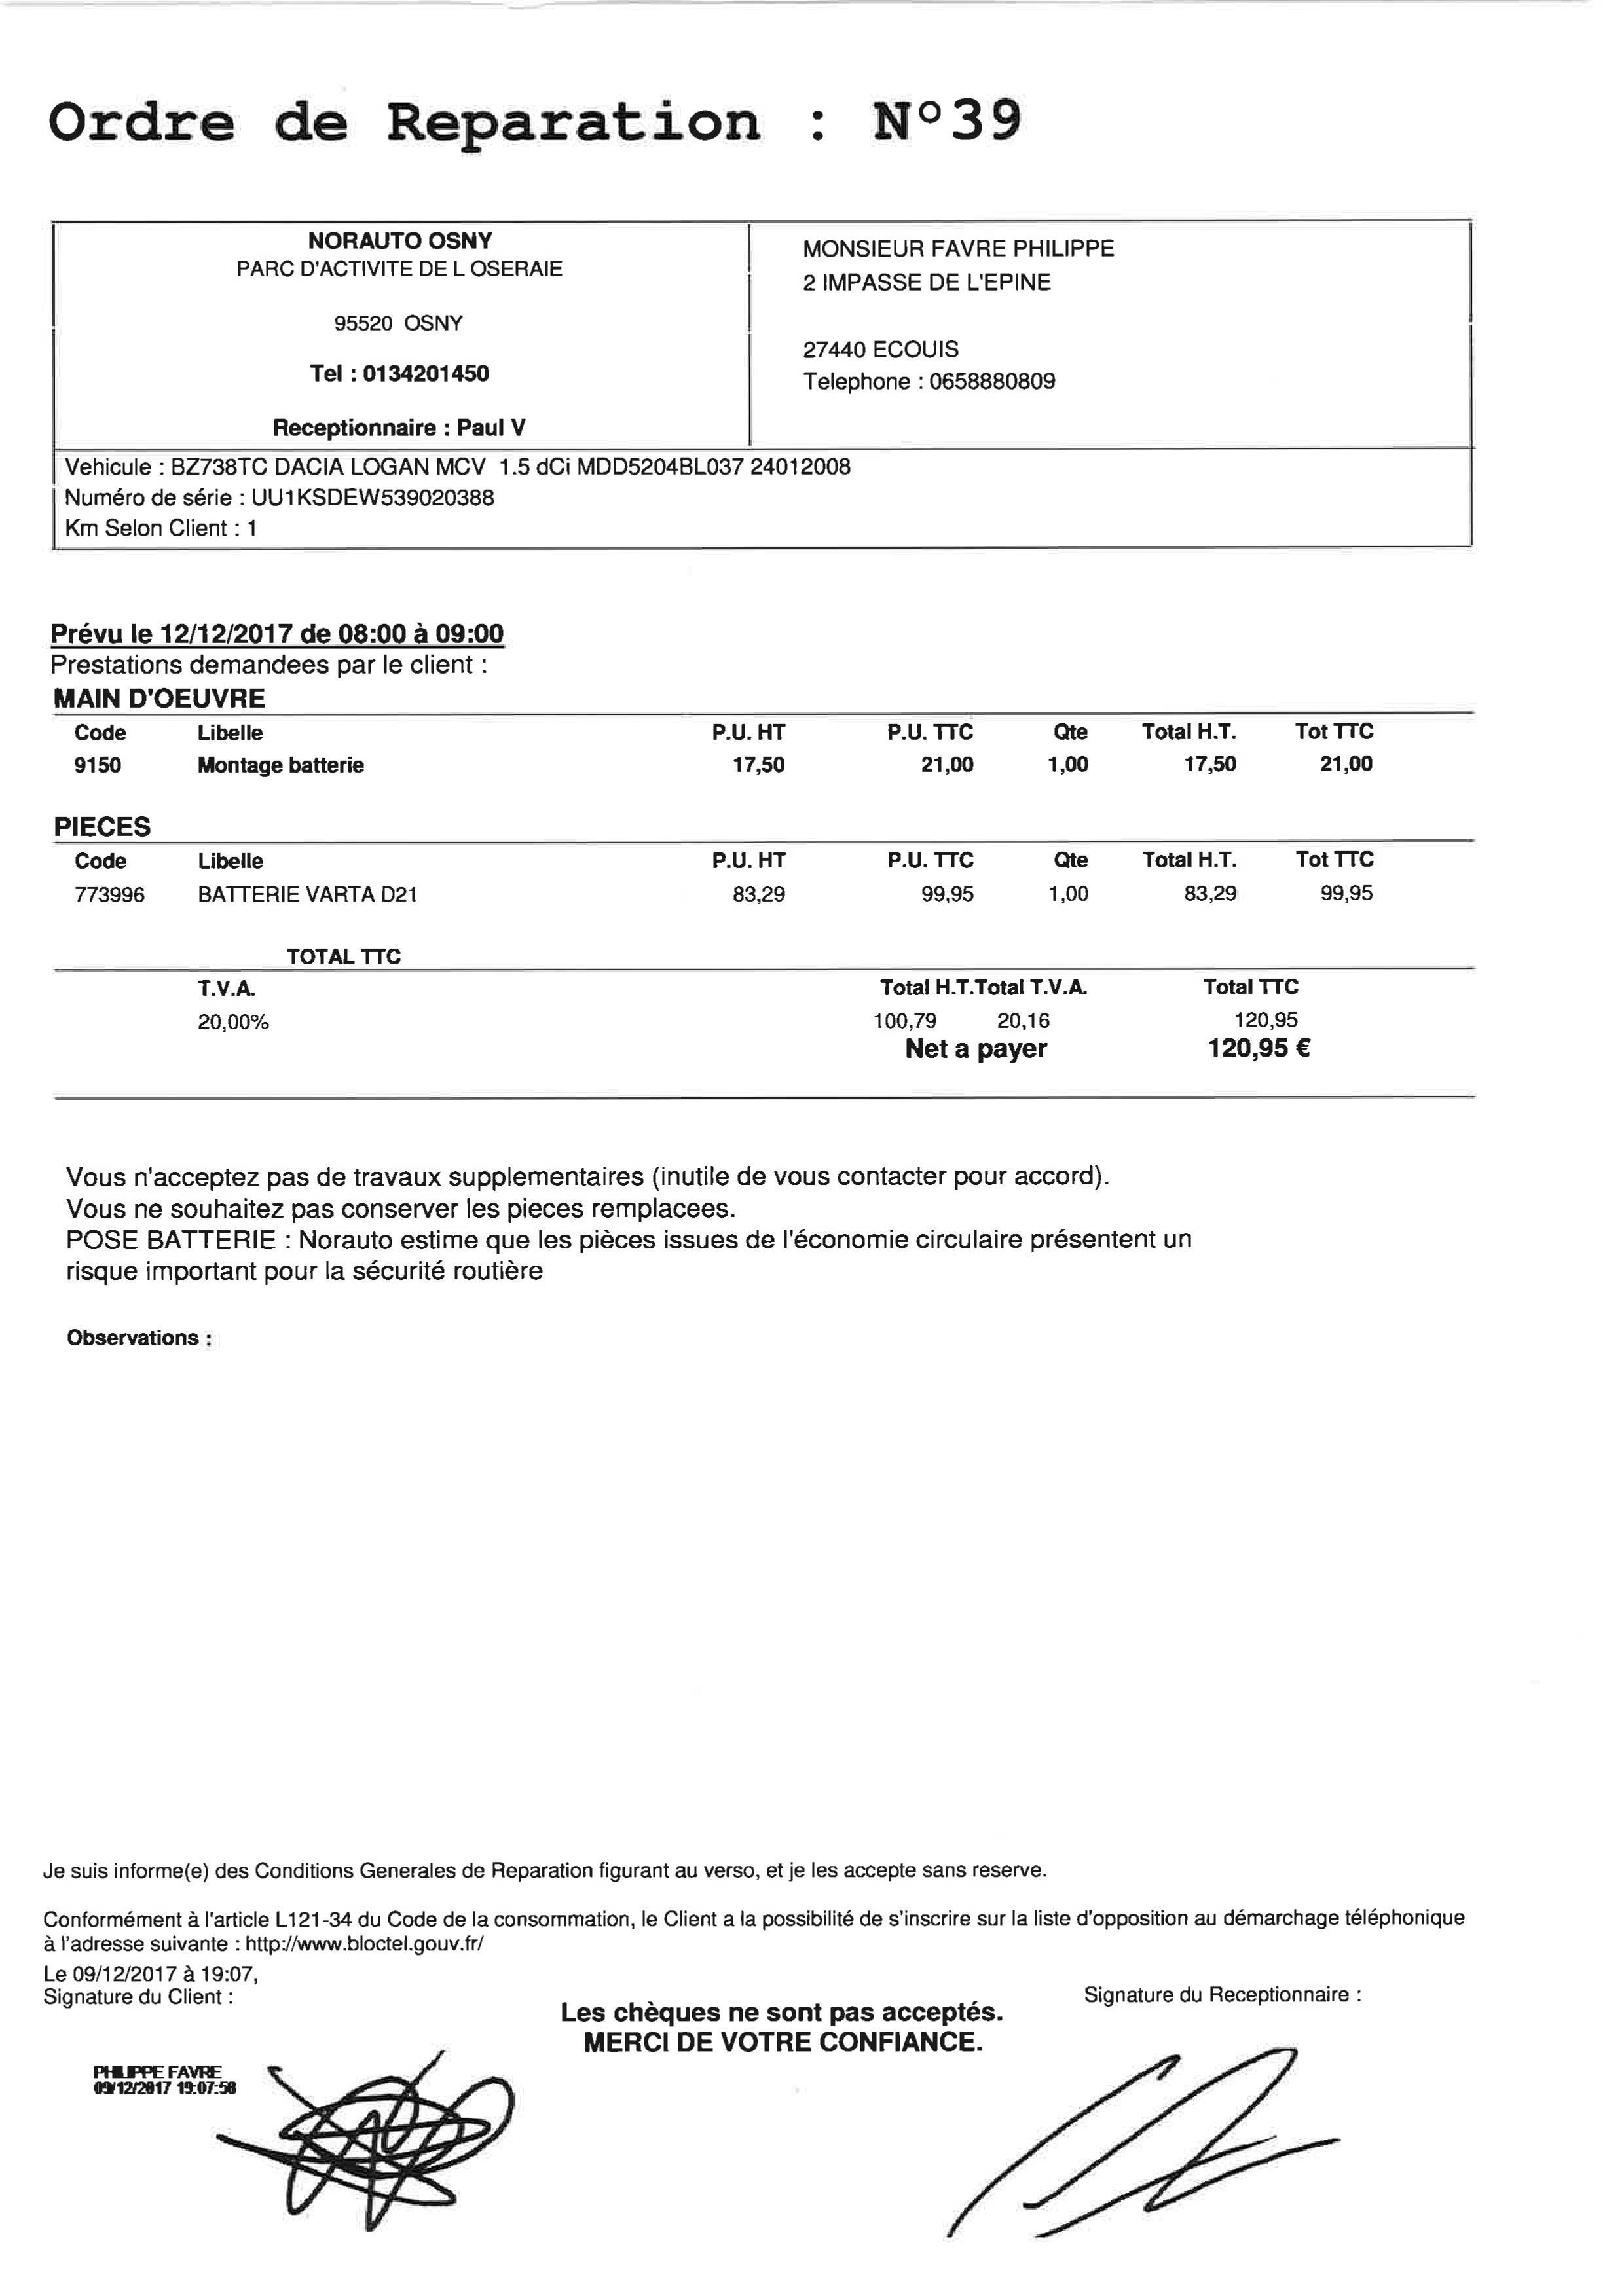 Ordre de Reparation : N°39
NORAUTO OSNY
PARC D'ACTIVITE DE L OSERAIE
95520 OSNY
Tel : 0134201450
Receptionnaire : Paul V
MONSIEUR FAVRE PHILIPPE
2 IMPASSE DE L'EPINE
27440 ECOUIS
Telephone : 0658880809
Vehicule : BZ738TC DACIA LOGAN MCV 1.5 dCi MDD5204BL037 24012008
Numéro de série : UU1KSDEW539020388
Km Selon Client : 1
Prévu le 12/12/2017 de 08:00 à 09:00
Prestations demandees par le client :
MAIN D'OEUVRE
Code Libelle P.U. HT P.U. TTC Qte Total H.T. Tot TTC
9150 Montage batterie 17,50 21,00 1,00 17,50 21,00
PIECES
Code Libelle P.U. HT P.U. TTC Qte Total H.T. Tot TTC
773996 BATTERIE VARTA D21 83,29 99,95 1,00 83,29 99,95
TOTAL TTC
T.V.A. Total H.T.Total T.V.A. Total TTC
20,00% 100,79 20,16 120,95
Net a payer 120,95 €
Vous n'acceptez pas de travaux supplementaires (inutile de vous contacter pour accord).
Vous ne souhaitez pas conserver les pieces remplacees.
POSE BATTERIE : Norauto estime que les pièces issues de l'économie circulaire présentent un
risque important pour la sécurité routière
Observations :
Je suis informe(e) des Conditions Generales de Reparation figurant au verso, et je les accepte sans reserve.
Conformément à l'article L121-34 du Code de la consommation, le Client a la possibilité de s'inscrire sur la liste d'opposition au démarchage téléphonique
à l'adresse suivante : http://www.bloctel.gouv.fr/
Le 09/12/2017 à 19:07,
Signature du Client :
Signature du Receptionnaire :
Les chèques ne sont pas acceptés.
MERCI DE VOTRE CONFIANCE.
PHILIPPE FAVRE
09/12/2017 19:07:58